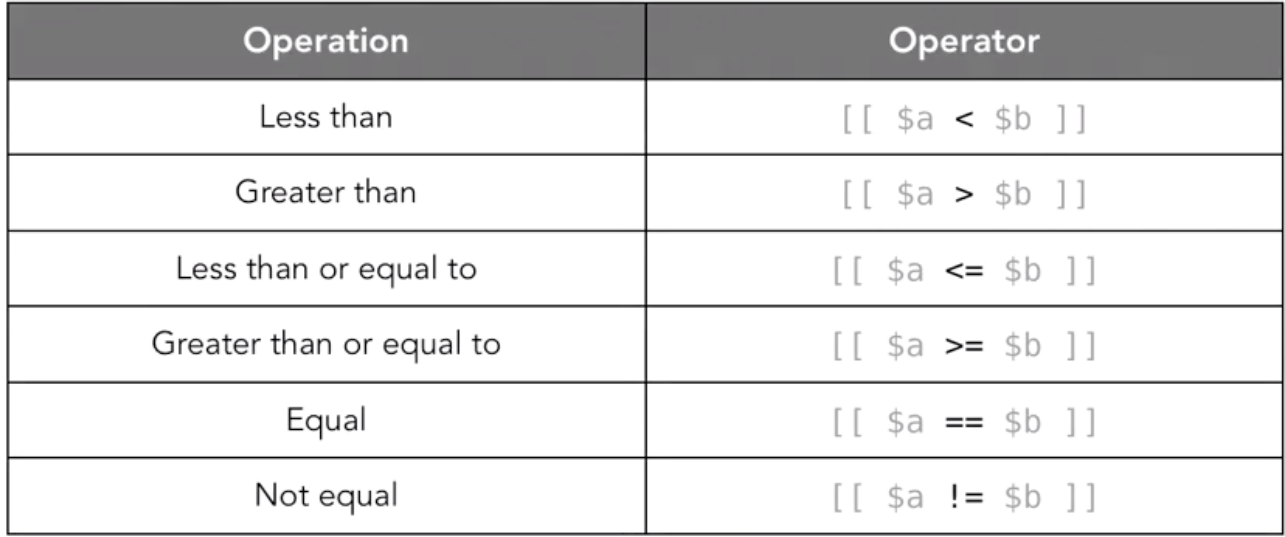 Operation Operator
Less than [[ $a < $b ]]
Greater than [[ $a > $b ]]
Less than or equal to [[ $a <= $b ]]
Greater than or equal to [[ $a >= $b ]]
Equal [[ $a == $b ]]
Not equal [[ $a != $b ]]